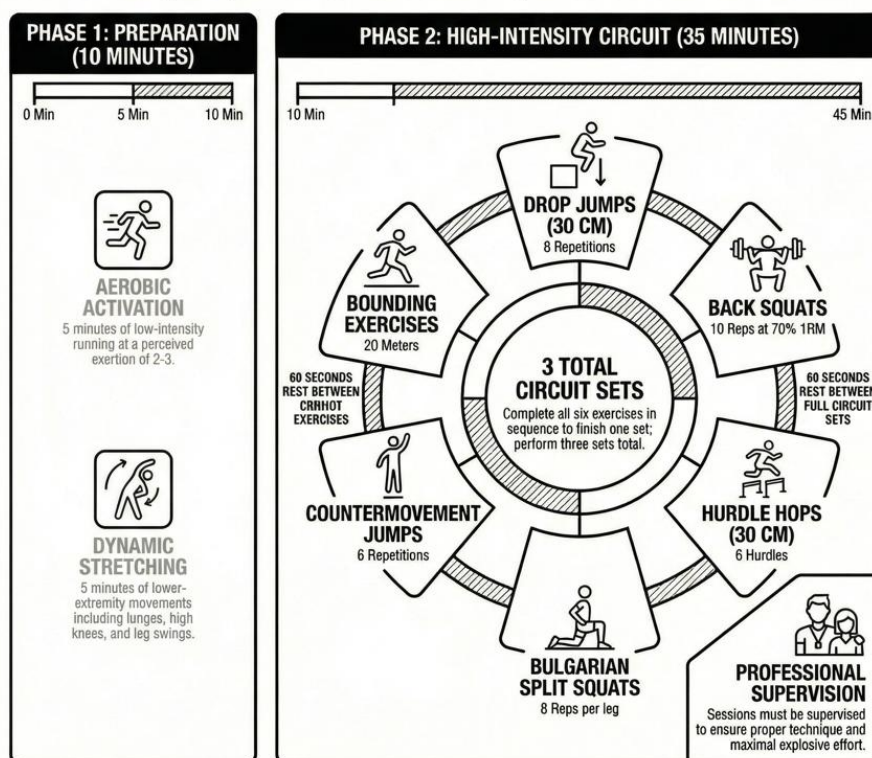 PHASE 1: PREPARATION
(10 MINUTES)
0 Min
5 Min
10 Min
AEROBIC
ACTIVATION
5 minutes of low-intensity
running at a perceived
exertion of 2-3.
DYNAMIC
STRETCHING
5 minutes of lower-
extremity movements
including lunges, high
knees, and leg swings.
PHASE 2: HIGH-INTENSITY CIRCUIT (35 MINUTES)
10 Min
45 Min
DROP JUMPS
(30 CM)
8 Repetitions
BACK SQUATS
10 Reps at 70% 1RM
60 SECONDS
REST BETWEEN
FULL CIRCUIT
SETS
HURDLE HOPS
(30 CM)
6 Hurdles
BULGARIAN
SPLIT SQUATS
8 Reps per leg
COUNTERMOVEMENT
JUMPS
6 Repetitions
60 SECONDS
REST BETWEEN
CRHHOT
EXERCISES
BOUNDING
EXERCISES
20 Meters
3 TOTAL
CIRCUIT SETS
Complete all six exercises in
sequence to finish one set;
perform three sets total.
PROFESSIONAL
SUPERVISION
Sessions must be supervised
to ensure proper technique and
maximal explosive effort.